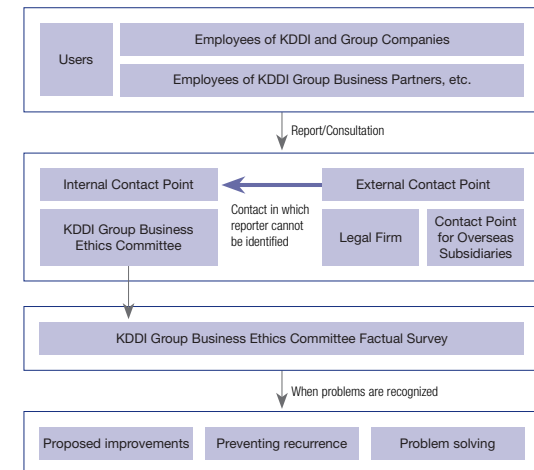 Users
Employees of KDDI and Group Companies
Employees of KDDI Group Business Partners, etc.
Report/Consultation
Internal Contact Point
External Contact Point
Contact in which
reporter cannot
be identified
KDDI Group Business
Ethics Committee
Legal Firm
Contact Point
for Overseas
Subsidiaries
KDDI Group Business Ethics Committee Factual Survey
When problems are recognized
Proposed improvements
Preventing recurrence
Problem solving